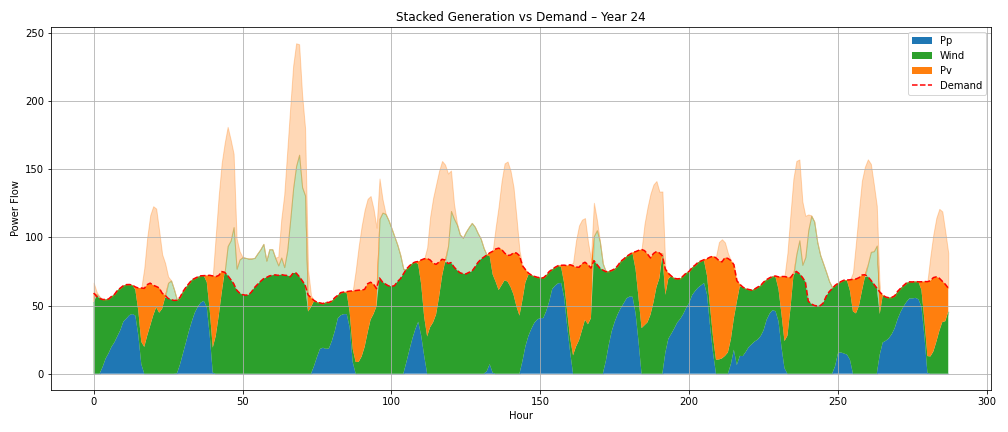 Stacked Generation vs Demand – Year 24
250
200
150
100
50
0
Power Flow
Pp
Wind
Pv
Demand
0 50 100 150 200 250 300
Hour